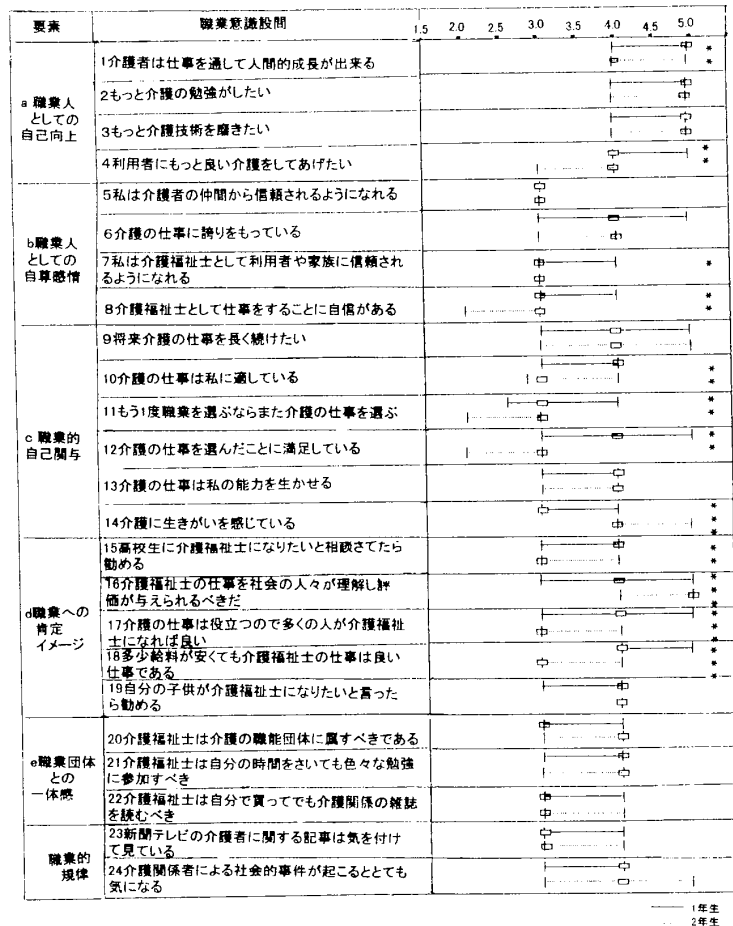 要素
職業意識設問
1.5 2.0 2.5 3.0 3.5 4.0 4.5 5.0
a 職業人
としての
自己向上
1介護者は仕事を通して人間的成長が出来る
*
*
2もっと介護の勉強がしたい
3もっと介護技術を磨きたい
4利用者にもっと良い介護をしてあげたい
*
*
b職業人
としての
自尊感情
5私は介護者の仲間から信頼されるようになれる
6介護の仕事に誇りをもっている
7私は介護福祉士として利用者や家族に信頼され
るようになれる
*
8介護福祉士として仕事をすることに自信がある
*
*
c 職業的
自己関与
9将来介護の仕事を長く続けたい
10介護の仕事は私に適している
*
*
11もう1度職業を選ぶならまた介護の仕事を選ぶ
*
*
12介護の仕事を選んだことに満足している
*
*
13介護の仕事は私の能力を生かせる
14介護に生きがいを感じている
*
*
*
d職業への
肯定
イメージ
15高校生に介護福祉士になりたいと相談さてたら
勧める
*
*
16介護福祉士の仕事を社会の人々が理解し評
価が与えられるべきだ
*
*
*
17介護の仕事は役立つので多くの人が介護福祉
士になれば良い
*
*
*
18多少給料が安くても介護福祉士の仕事は良い
仕事である
*
*
19自分の子供が介護福祉士になりたいと言った
ら勧める
e職業団体
との
一体感
20介護福祉士は介護の職能団体に属すべきである
21介護福祉士は自分の時間をさいても色々な勉強
に参加すべき
22介護福祉士は自分で買ってでも介護関係の雑誌
を読むべき
職業的
規律
23新聞テレビの介護者に関する記事は気を付け
て見ている
24介護関係者による社会的事件が起こるととても
気になる
1年生
2年生